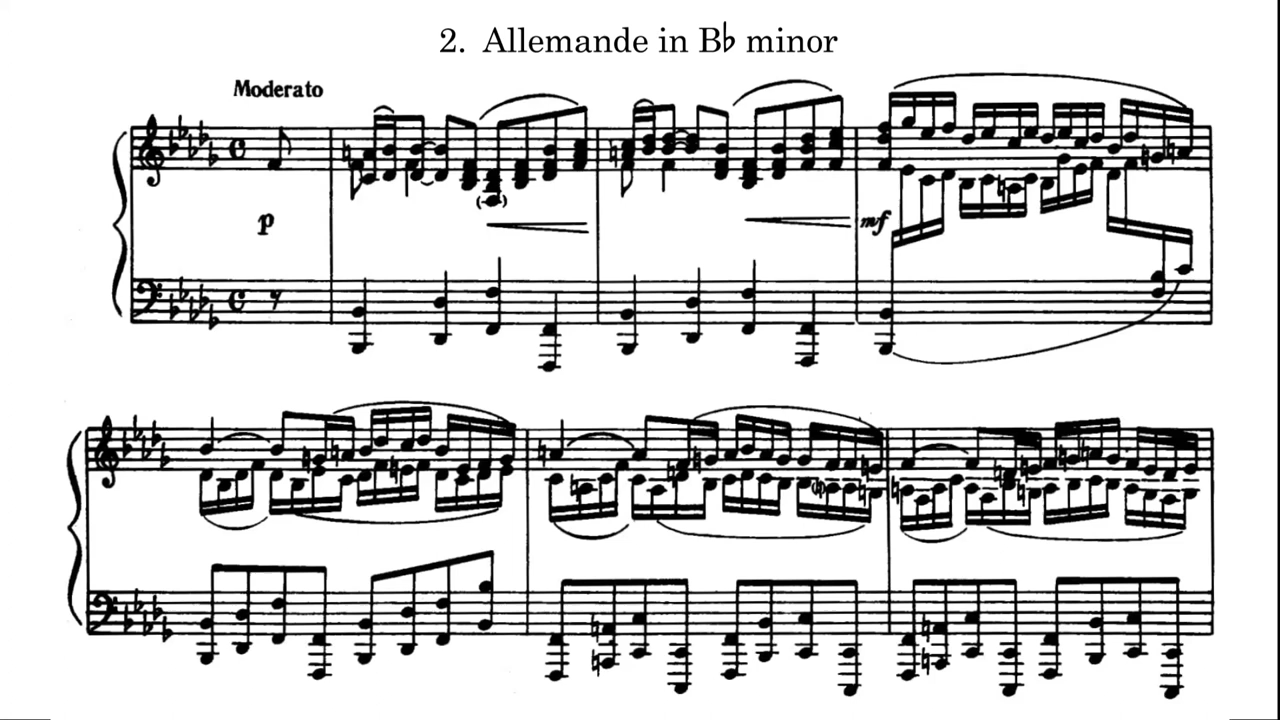 2. Allemande in B♭ minor
Moderato
p
mf